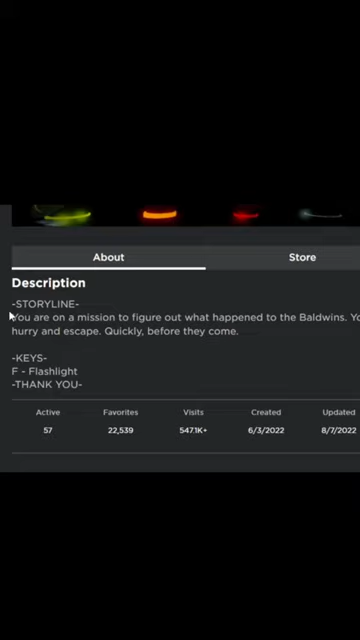 About Store
Description
-STORYLINE-
You are on a mission to figure out what happened to the Baldwins.
hurry and escape. Quickly, before they come.
-KEYS-
F - Flashlight
-THANK YOU-
Active Favorites Visits Created Updated
57 22,539 547.1K+ 6/3/2022 8/7/2022